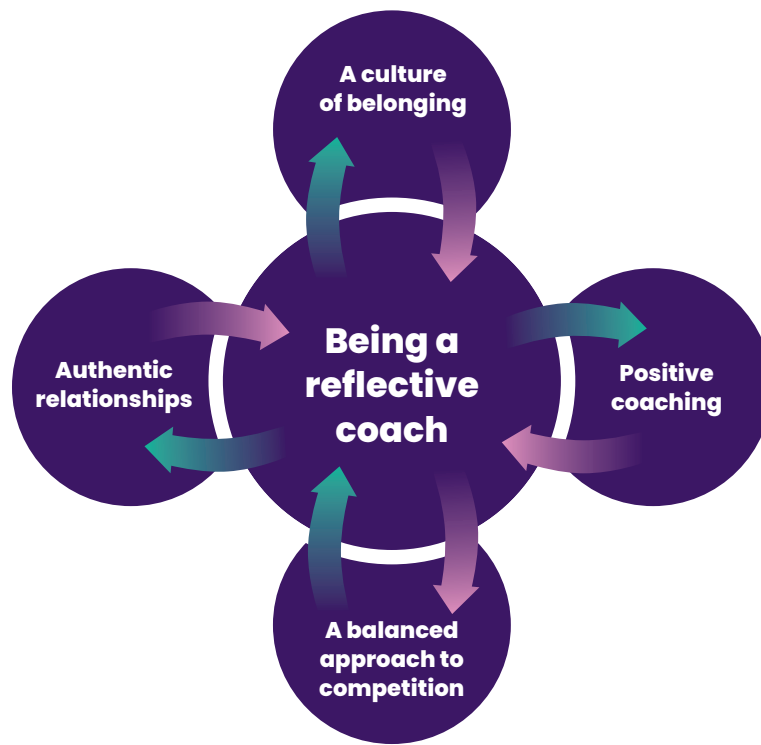 A culture
of belonging
Being a
reflective
coach
Authentic
relationships
Positive
coaching
A balanced
approach to
competition